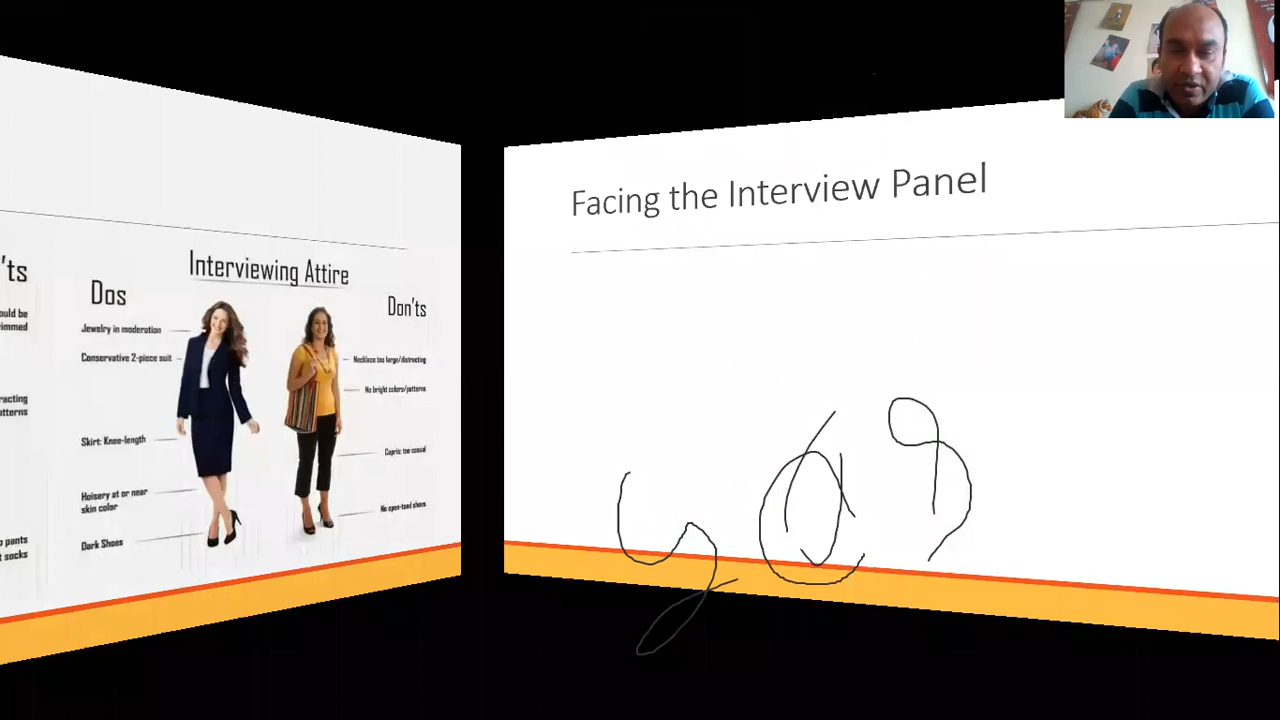 Facing the Interview Panel
Interviewing Attire
Dos
Jewelry in moderation
Conservative 2-piece suit
Skirt: Knee-length
Hoisery at or near
skin color
Dark Shoes
Don'ts
Necklace too large/distracting
No bright colors/patterns
Capris: too casual
No open-toed shoes